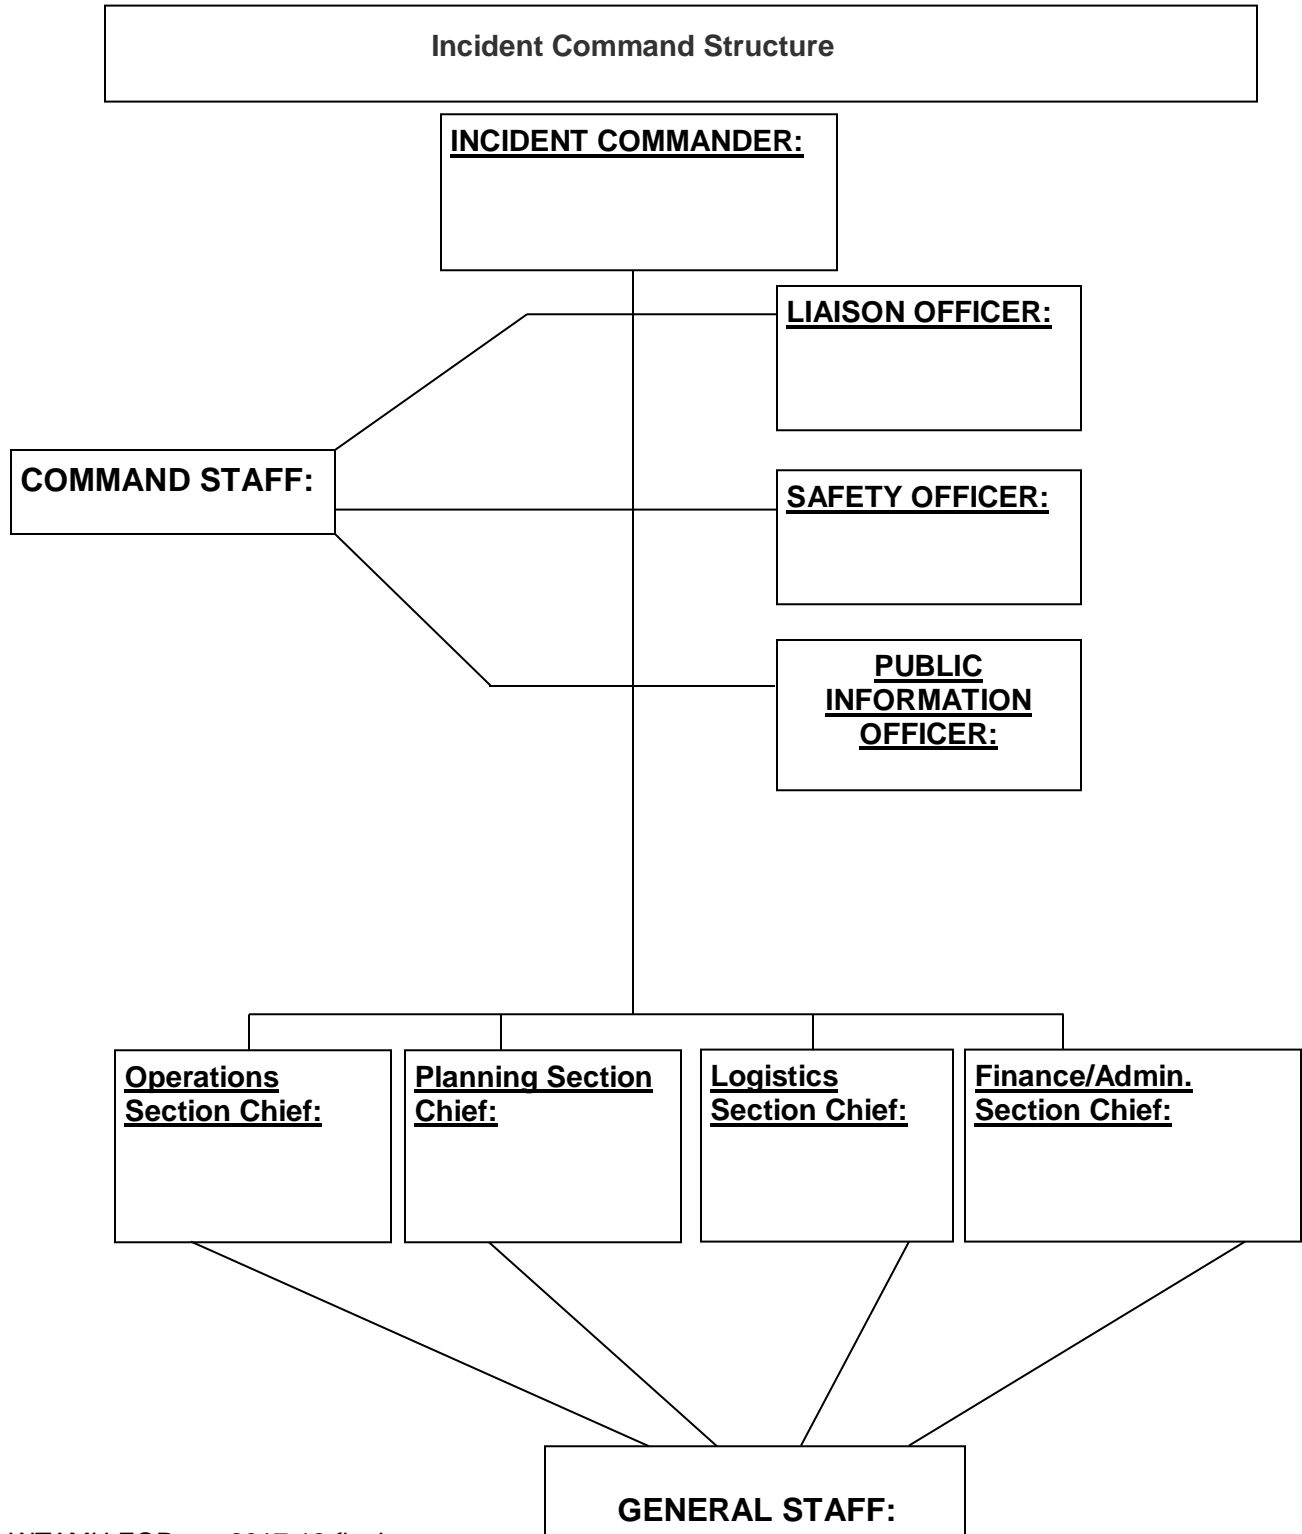 Incident Command Structure
INCIDENT COMMANDER:
LIAISON OFFICER:
COMMAND STAFF:
SAFETY OFFICER:
PUBLIC
INFORMATION
OFFICER:
Operations
Section Chief:
Planning Section
Chief:
Logistics
Section Chief:
Finance/Admin.
Section Chief:
GENERAL STAFF: